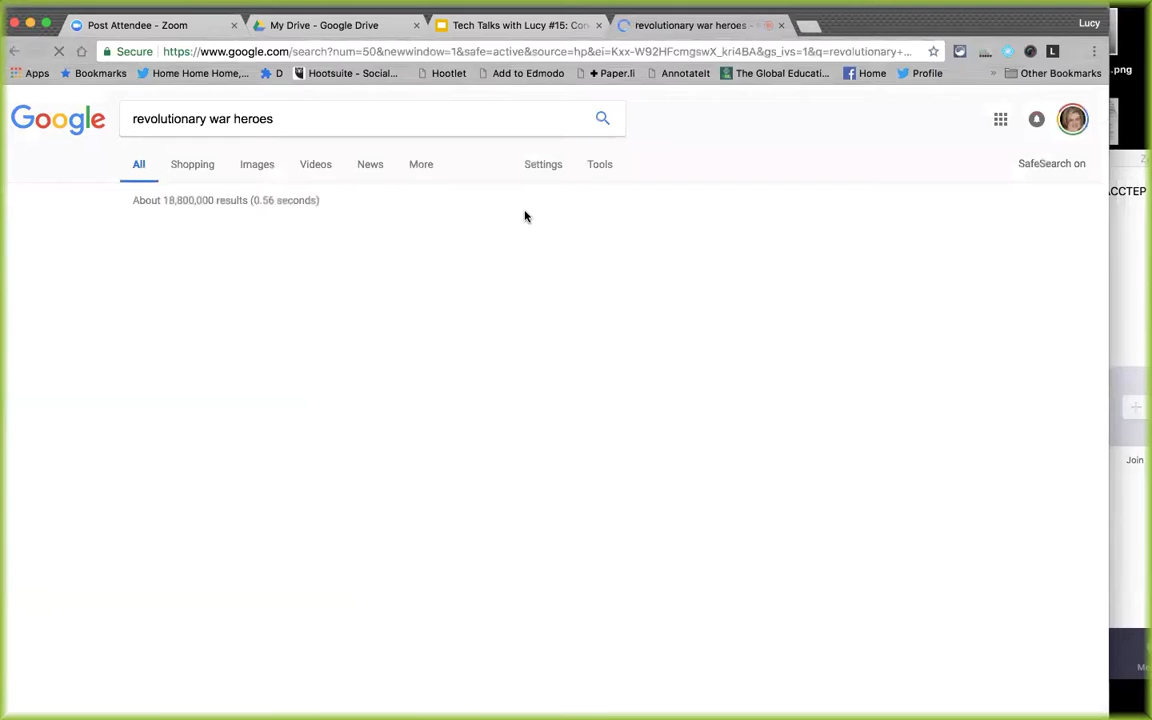 Post Attendee - Zoom
My Drive - Google Drive
Tech Talks with Lucy #15: Con
revolutionary war heroes -
Lucy
Secure
https://www.google.com/search?num=50&newwindow=1&safe=active&source=hp&ei=Kxx-W92HFcmgswX_kri4BA&gs_ivs=1&q=revolutionary+...
Apps
Bookmarks
Home Home Home,...
D
Hootsuite - Social...
Hootlet
Add to Edmodo
+ Paper.li
AnnotateIt
The Global Educati...
Home
Profile
»
Other Bookmarks
.png
Google
revolutionary war heroes
All
Shopping
Images
Videos
News
More
Settings
Tools
SafeSearch on
About 18,800,000 results (0.56 seconds)
Join